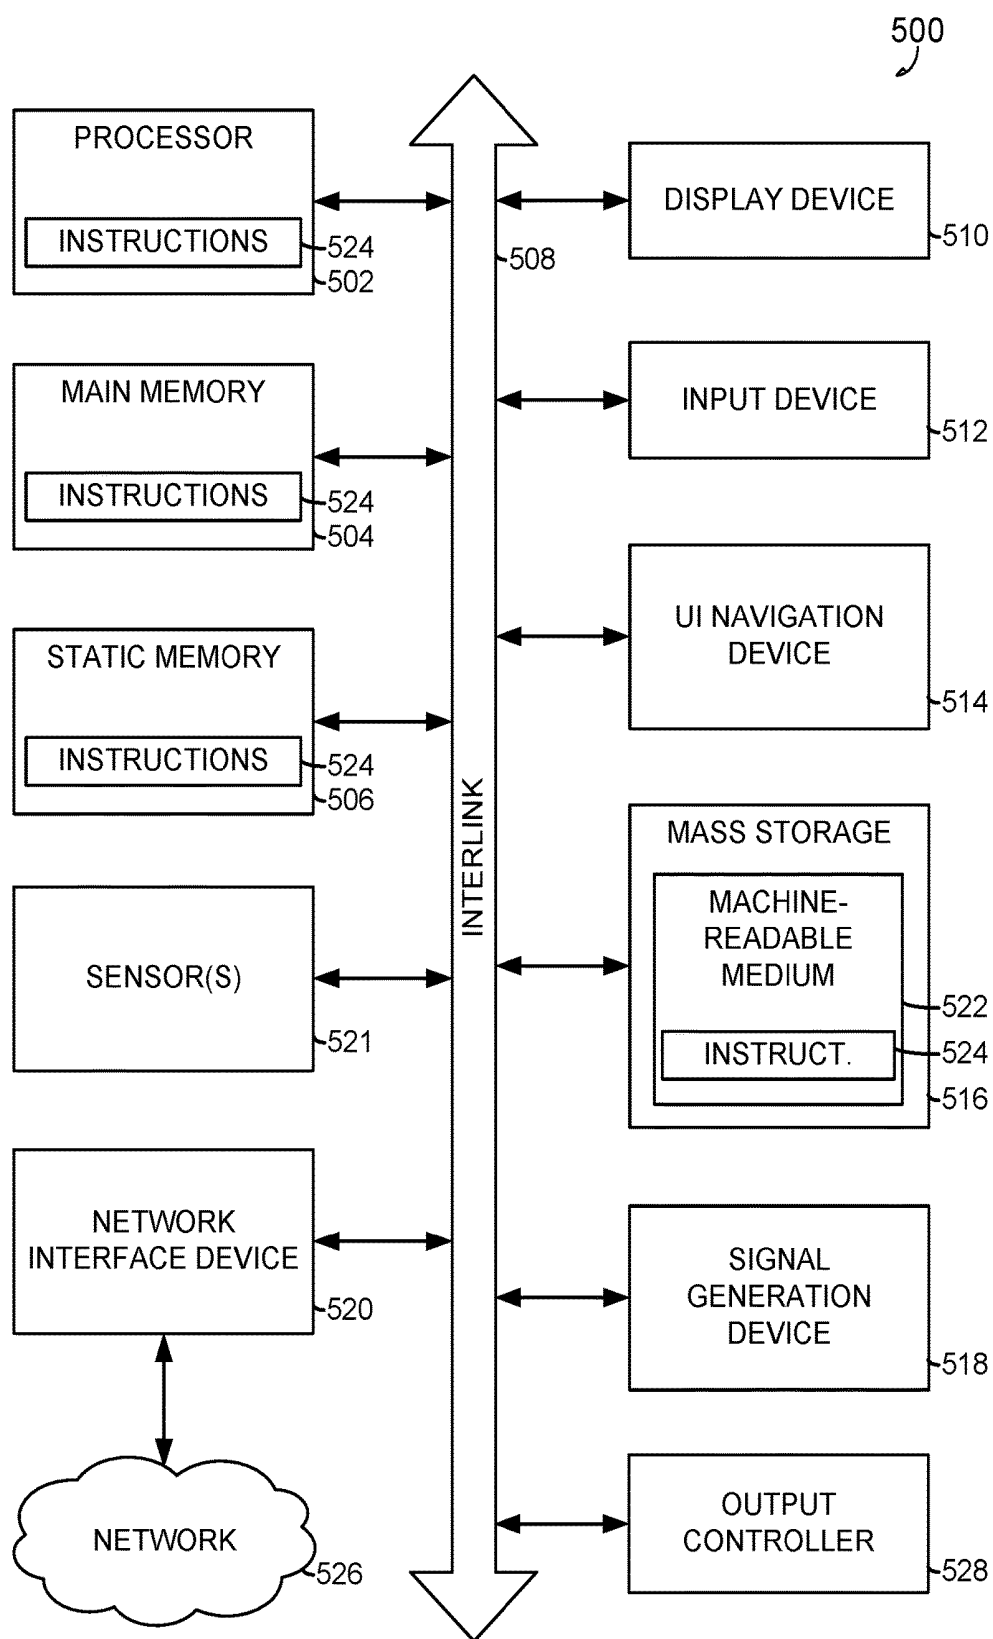 500
PROCESSOR
INSTRUCTIONS
524
502
MAIN MEMORY
INSTRUCTIONS
524
504
STATIC MEMORY
INSTRUCTIONS
524
506
SENSOR(S)
521
NETWORK
INTERFACE DEVICE
520
NETWORK
526
INTERLINK
508
DISPLAY DEVICE
510
INPUT DEVICE
512
UI NAVIGATION
DEVICE
514
MASS STORAGE
MACHINE-
READABLE
MEDIUM
522
INSTRUCT.
524
516
SIGNAL
GENERATION
DEVICE
518
OUTPUT
CONTROLLER
528